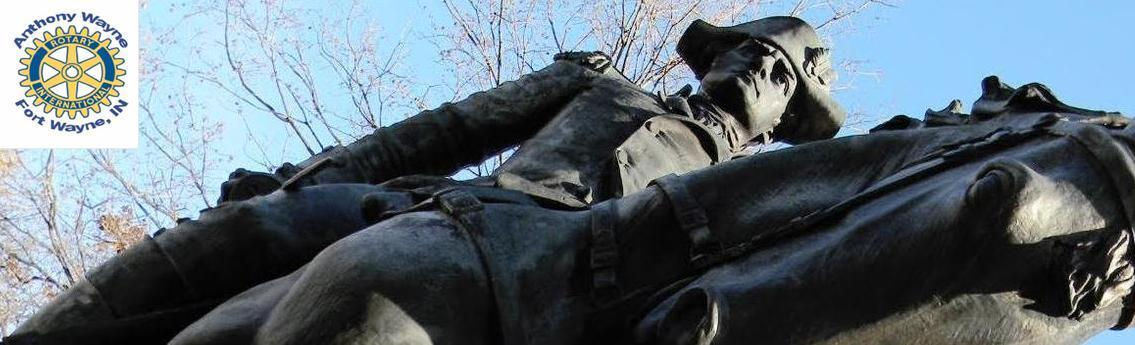 Anthony Wayne
ROTARY
INTERNATIONAL
Fort Wayne, IN